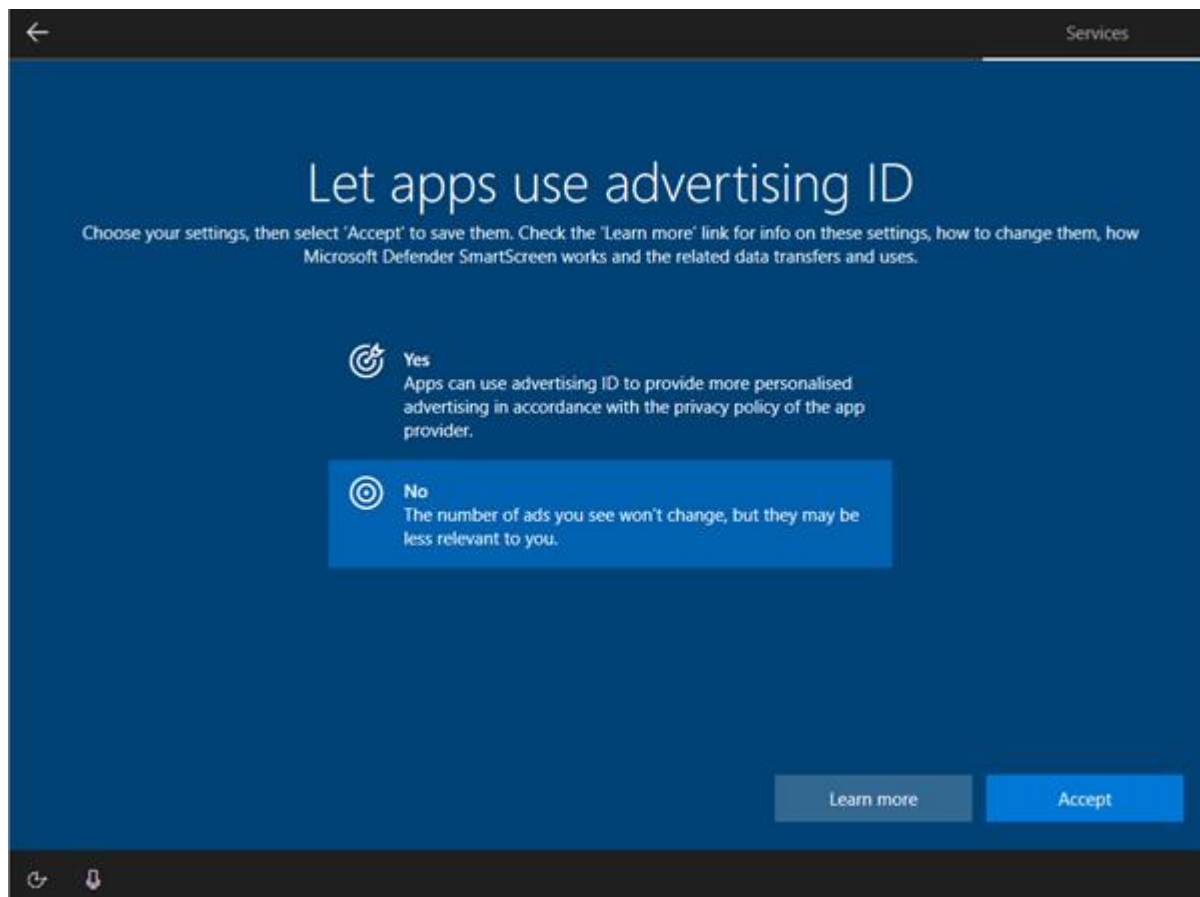 Services
Let apps use advertising ID
Choose your settings, then select 'Accept' to save them. Check the 'Learn more' link for info on these settings, how to change them, how
Microsoft Defender SmartScreen works and the related data transfers and uses.
Yes
Apps can use advertising ID to provide more personalised
advertising in accordance with the privacy policy of the app
provider.
No
The number of ads you see won't change, but they may be
less relevant to you.
Learn more
Accept